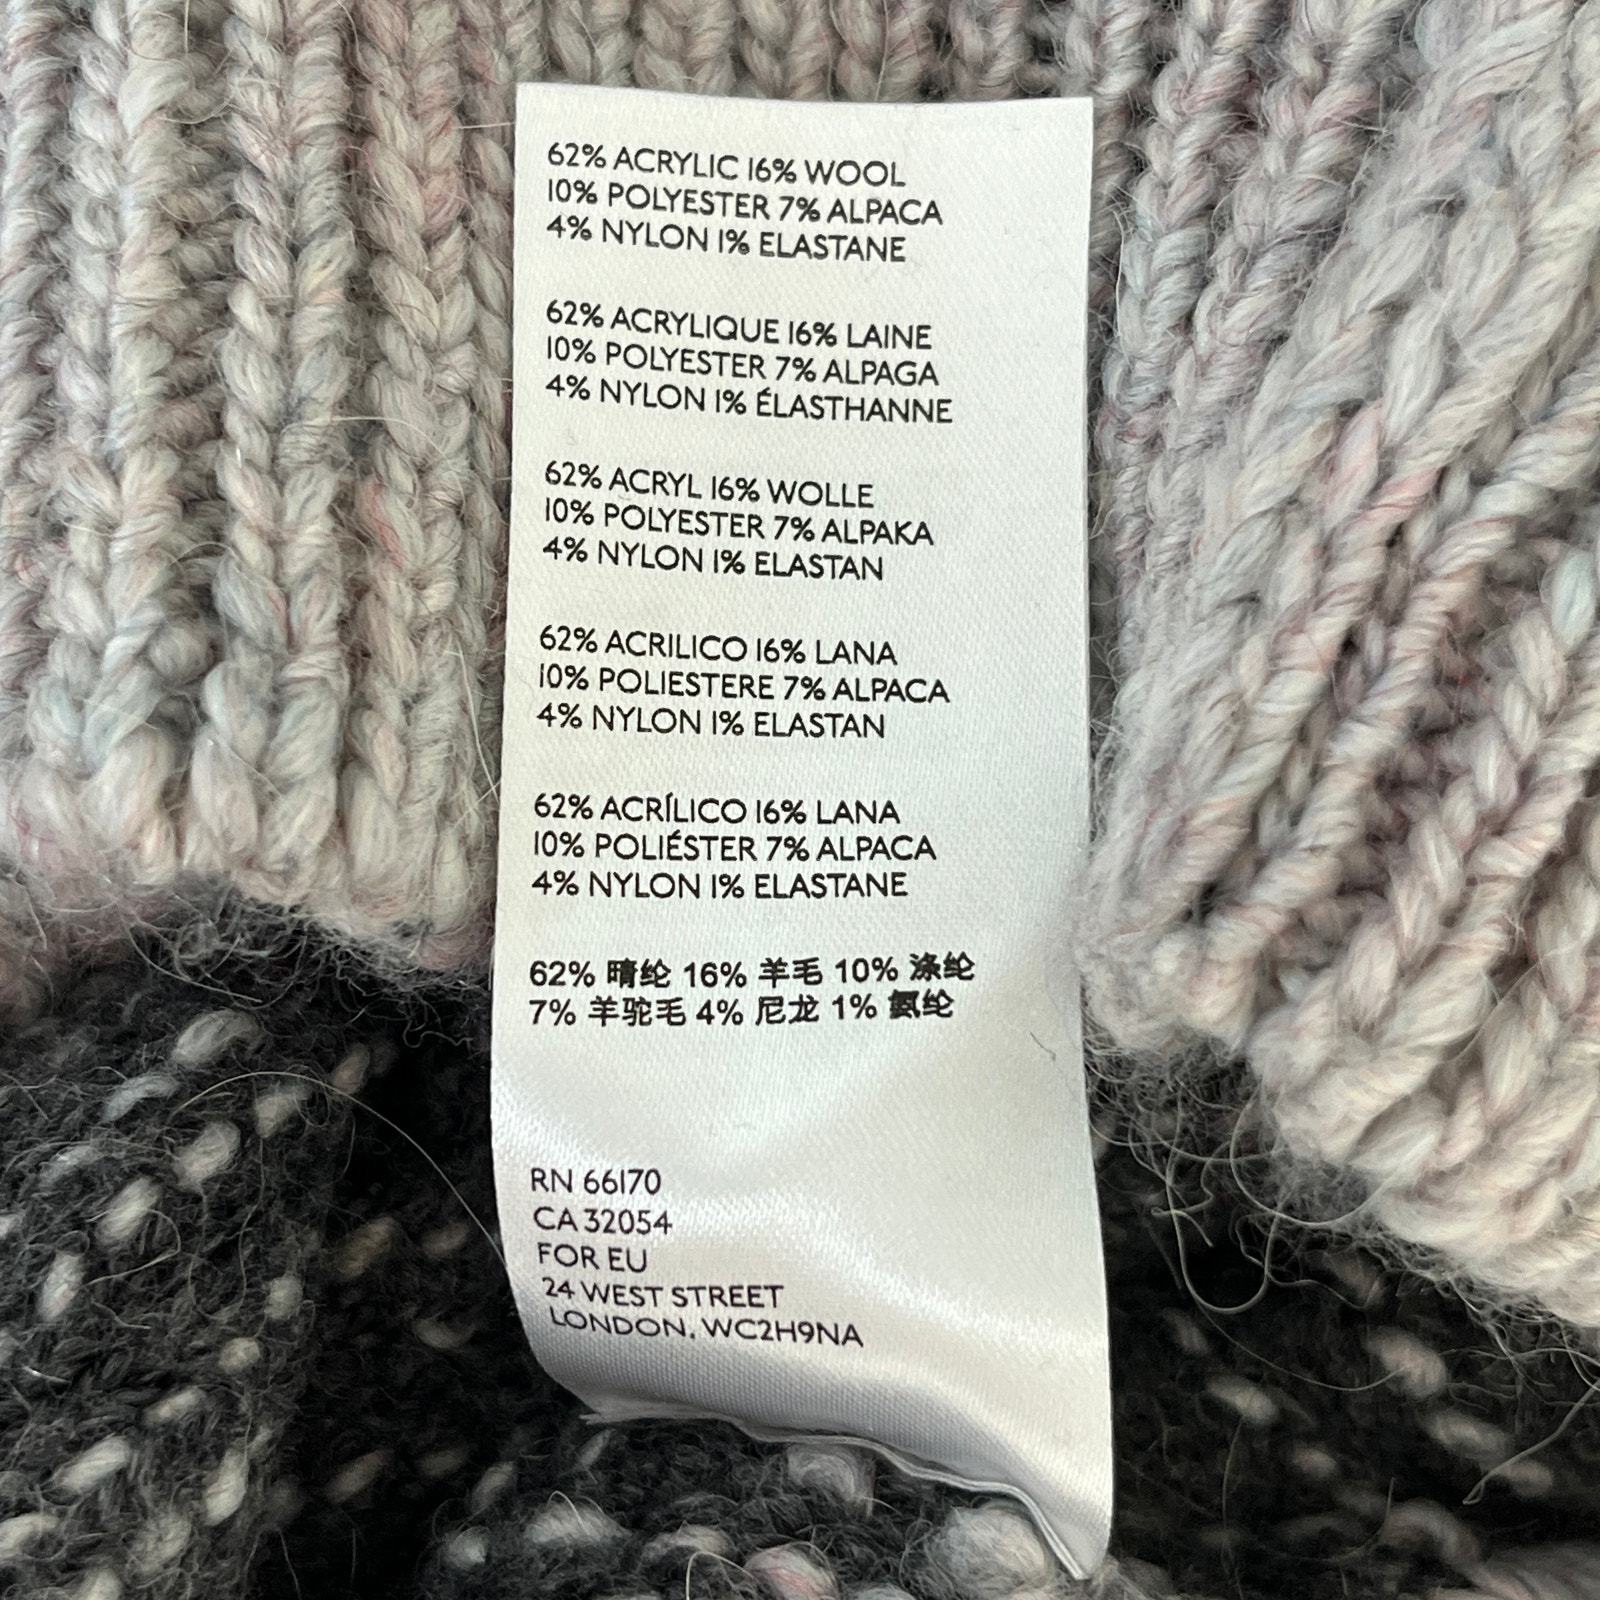 62% ACRYLIC 16% WOOL
10% POLYESTER 7% ALPACA
4% NYLON 1% ELASTANE
62% ACRYLIQUE 16% LAINE
10% POLYESTER 7% ALPAGA
4% NYLON 1% ÉLASTHANNE
62% ACRYL 16% WOLLE
10% POLYESTER 7% ALPAKA
4% NYLON 1% ELASTAN
62% ACRILICO 16% LANA
10% POLIESTERE 7% ALPACA
4% NYLON 1% ELASTAN
62% ACRÍLICO 16% LANA
10% POLIÉSTER 7% ALPACA
4% NYLON 1% ELASTANE
62% 晴纶 16% 羊毛 10% 涤纶
7% 羊驼毛 4% 尼龙 1% 氨纶
RN 66170
CA 32054
FOR EU
24 WEST STREET
LONDON, WC2H9NA